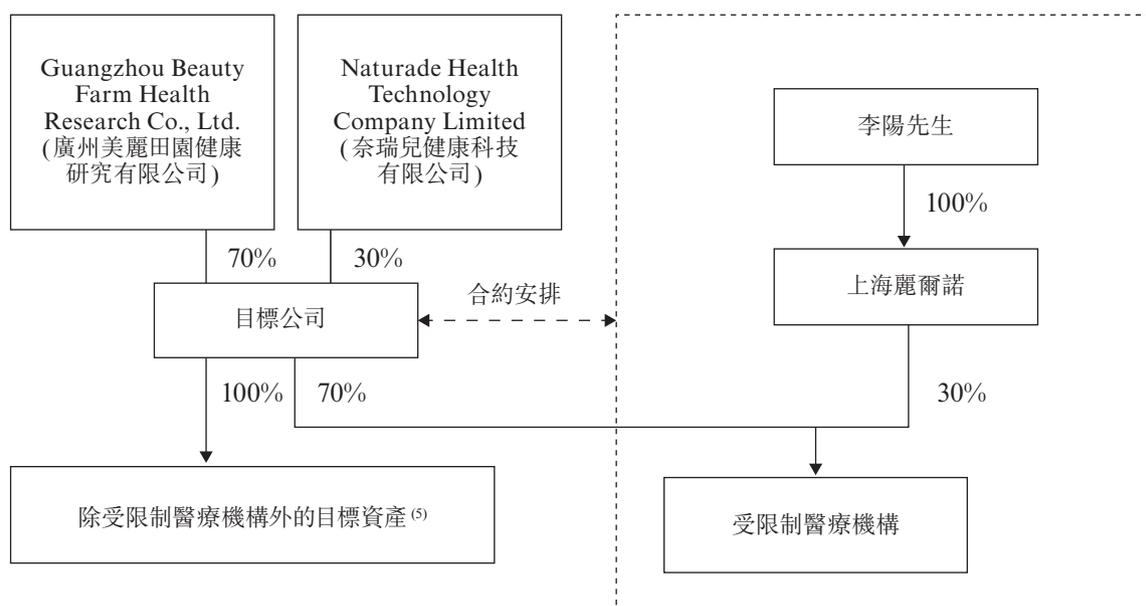 Guangzhou Beauty
Farm Health
Research Co., Ltd.
(廣州美麗田園健康
研究有限公司)
Naturade Health
Technology
Company Limited
(奈瑞兒健康科技
有限公司)
李陽先生
100%
70%
30%
上海麗爾諾
合約安排
目標公司
100%
70%
30%
除受限制醫療機構外的目標資產(5)
受限制醫療機構